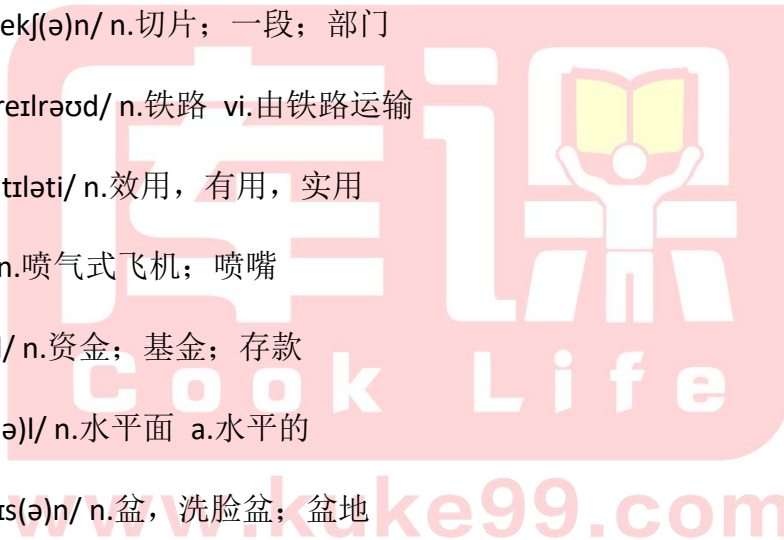 ekʃ(ə)n/ n.切片；一段；部门
reɪlrəʊd/ n.铁路 vi.由铁路运输
tɪləti/ n.效用，有用，实用
n.喷气式飞机；喷嘴
/ n.资金；基金；存款
ə)l/ n.水平面 a.水平的
ɪs(ə)n/ n.盆，洗脸盆；盆地
库课
Cook Life
www.kuke99.com